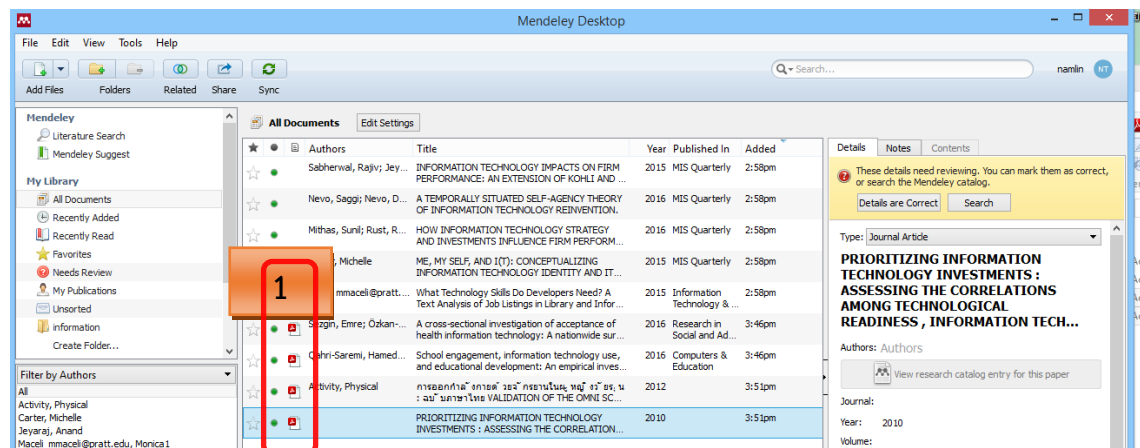 Mendeley Desktop
File Edit View Tools Help
Add Files Folders Related Share Sync
Search...
namlin NT
Mendeley
Literature Search
Mendeley Suggest
My Library
All Documents
Recently Added
Recently Read
Favorites
Needs Review
My Publications
Unsorted
information
Create Folder...
Filter by Authors
All
Activity, Physical
Carter, Michelle
Jeyaraj, Anand
Maceli mmaceli@pratt.edu, Monica1
All Documents Edit Settings
Authors Title Year Published In Added
Sabherwal, Rajiv; Jey... INFORMATION TECHNOLOGY IMPACTS ON FIRM 2015 MIS Quarterly 2:58pm
PERFORMANCE: AN EXTENSION OF KOHLI AND ...
Nevo, Saggi; Nevo, D... A TEMPORALLY SITUATED SELF-AGENCY THEORY 2016 MIS Quarterly 2:58pm
OF INFORMATION TECHNOLOGY REINVENTION.
Mithas, Sunil; Rust, R... HOW INFORMATION TECHNOLOGY STRATEGY 2016 MIS Quarterly 2:58pm
AND INVESTMENTS INFLUENCE FIRM PERFORM...
Michelle ME, MY SELF, AND I(T): CONCEPTUALIZING 2015 MIS Quarterly 2:58pm
INFORMATION TECHNOLOGY IDENTITY AND IT...
1
mmaceli@pratt.... What Technology Skills Do Developers Need? A 2015 Information 2:58pm
Text Analysis of Job Listings in Library and Infor... Technology & ...
Sezgin, Emre; Özkan-... A cross-sectional investigation of acceptance of 2016 Research in 3:46pm
health information technology: A nationwide sur... Social and Ad...
Qahri-Saremi, Hamed... School engagement, information technology use, 2016 Computers & 3:46pm
and educational development: An empirical inves... Education
Activity, Physical 2012 3:51pm
VALIDATION OF THE OMNI SC...
PRIORITIZING INFORMATION TECHNOLOGY 2010 3:51pm
INVESTMENTS : ASSESSING THE CORRELATION...
Details Notes Contents
These details need reviewing. You can mark them as correct,
or search the Mendeley catalog.
Details are Correct Search
Type: Journal Article
PRIORITIZING INFORMATION
TECHNOLOGY INVESTMENTS :
ASSESSING THE CORRELATIONS
AMONG TECHNOLOGICAL
READINESS , INFORMATION TECH...
Authors: Authors
View research catalog entry for this paper
Journal:
Year: 2010
Volume: